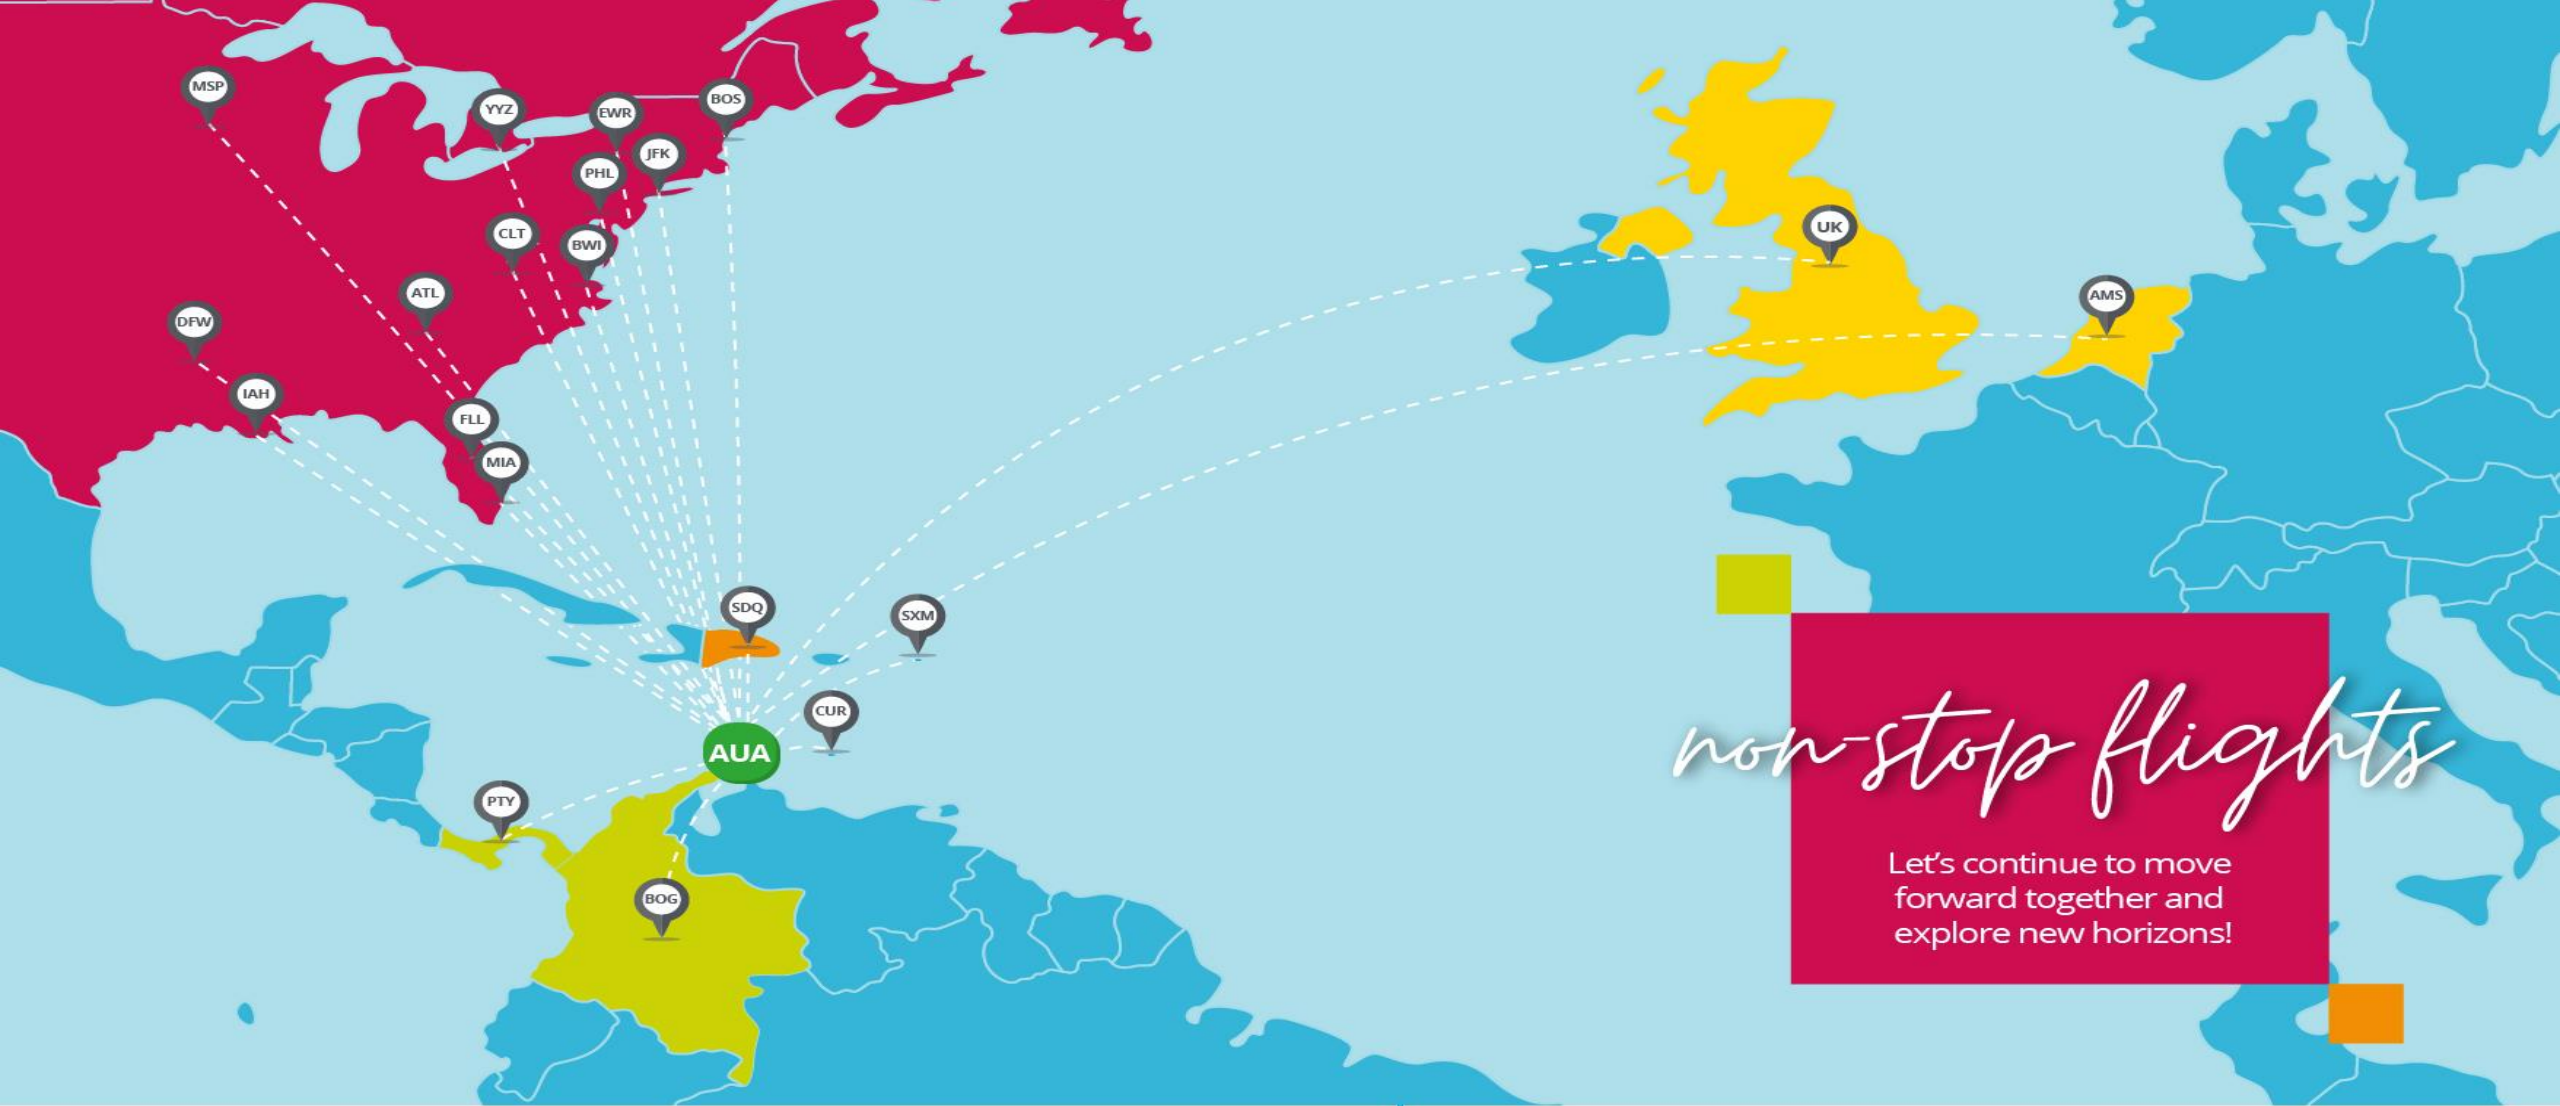 MSP
YYZ
EWR
BOS
JFK
PHL
CLT
BWI
ATL
DFW
IAH
FLL
MIA
UK
AMS
SDQ
SXM
CUR
AUA
PTY
BOG
non-stop flights
Let's continue to move
forward together and
explore new horizons!